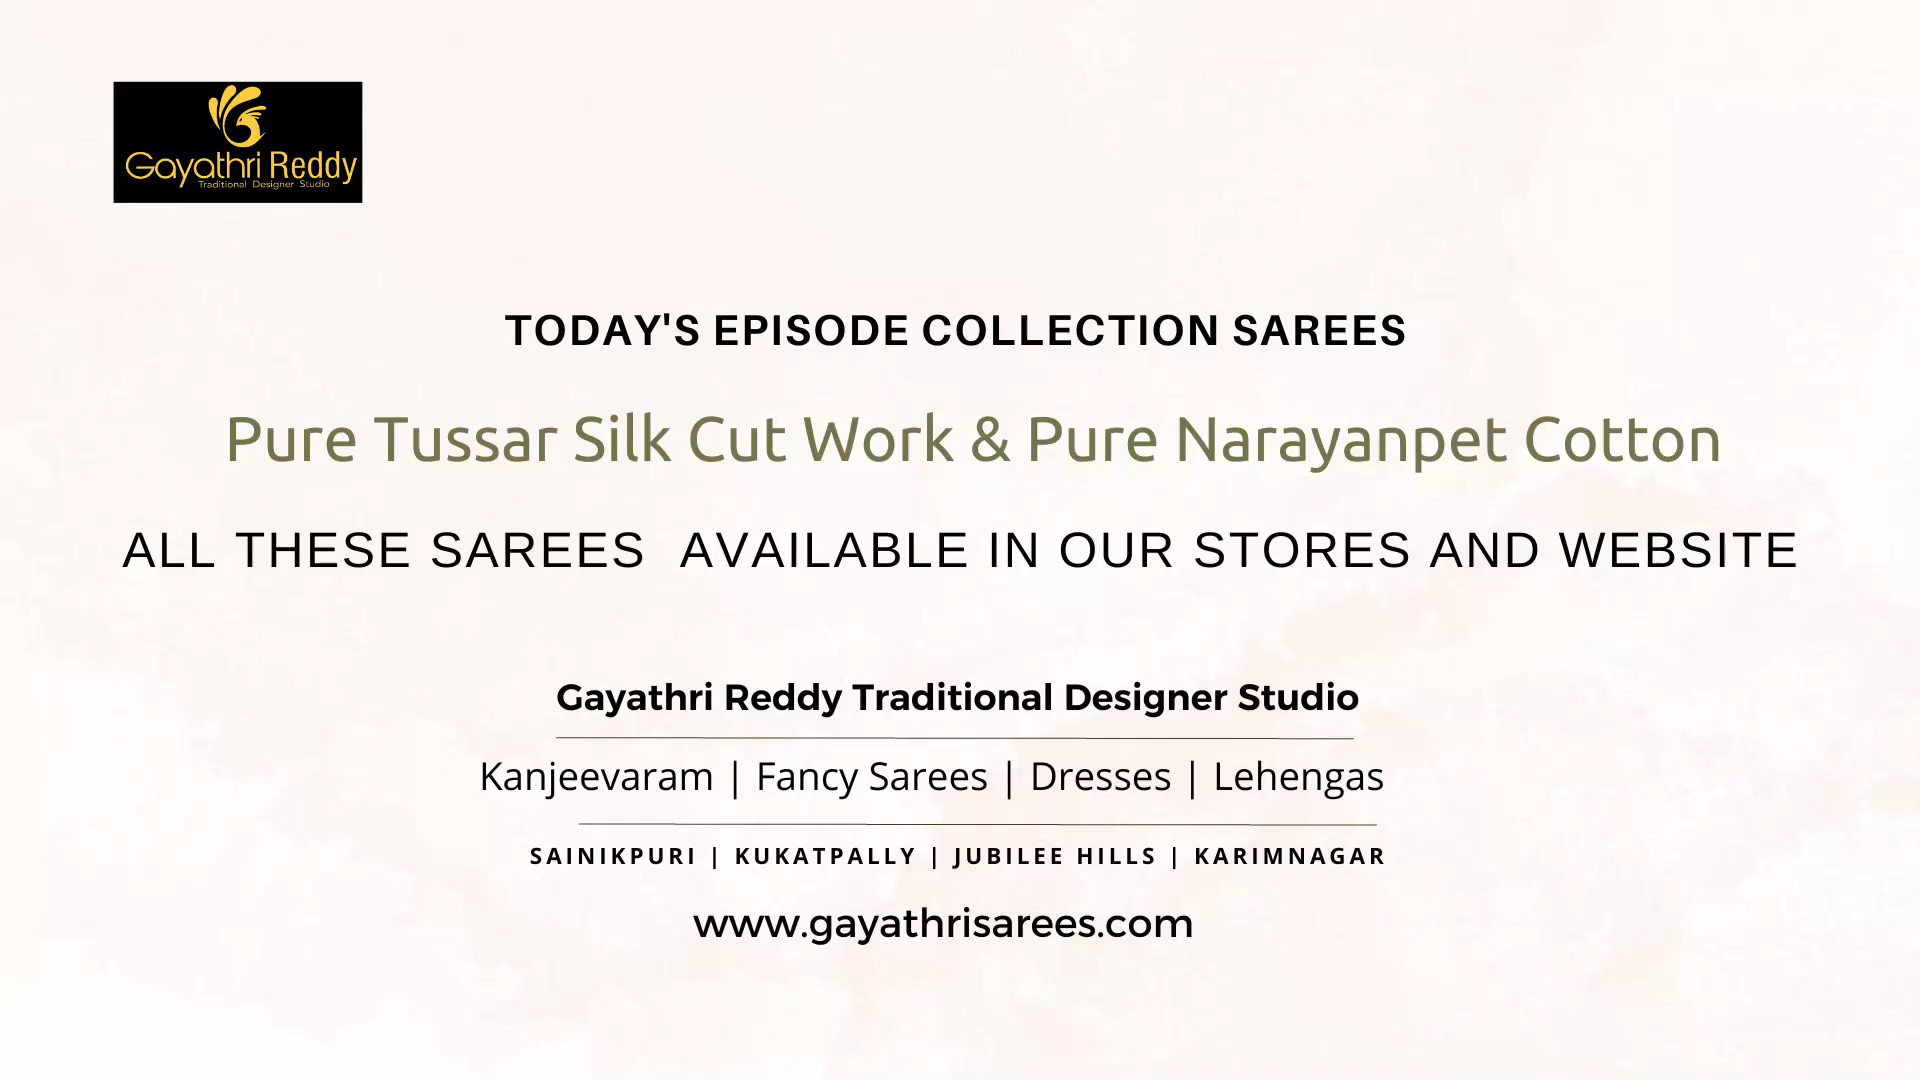 Gayathri Reddy
Traditional Designer Studio
TODAY'S EPISODE COLLECTION SAREES
Pure Tussar Silk Cut Work & Pure Narayanpet Cotton
ALL THESE SAREES AVAILABLE IN OUR STORES AND WEBSITE
Gayathri Reddy Traditional Designer Studio
Kanjeevaram | Fancy Sarees | Dresses | Lehengas
SAINIKPURI | KUKATPALLY | JUBILEE HILLS | KARIMNAGAR
www.gayathrisarees.com